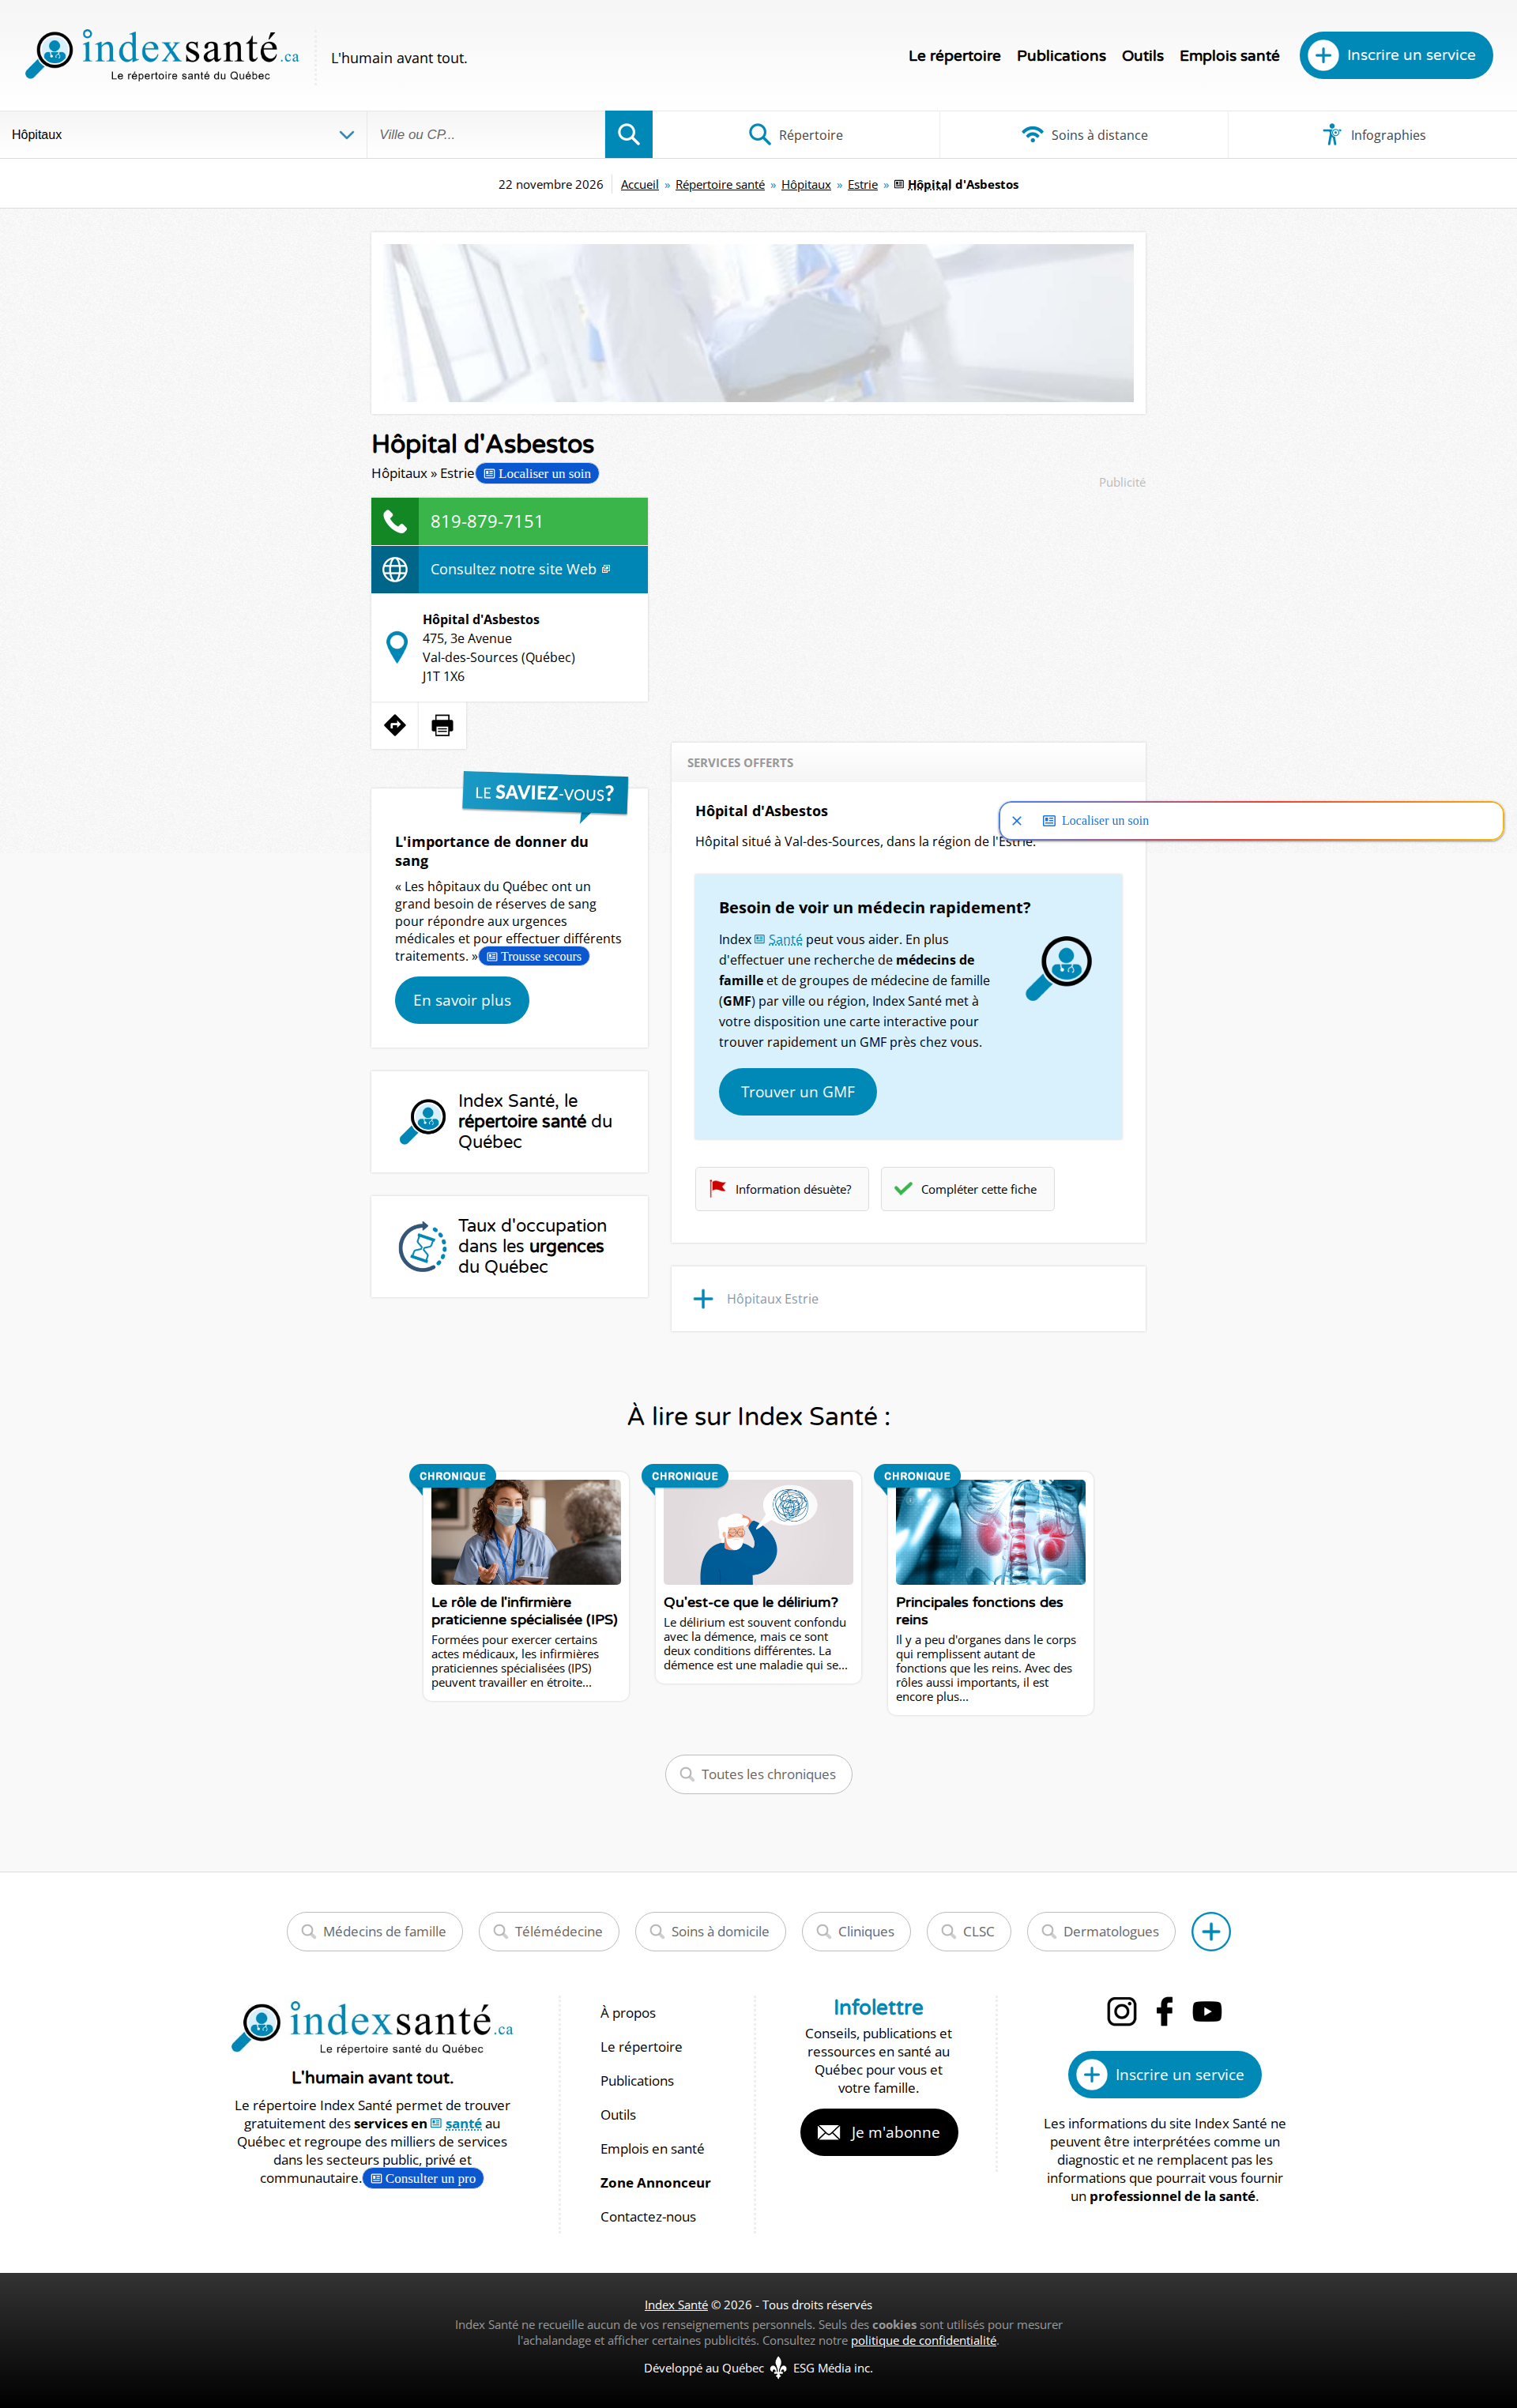 indexsanté.ca
Le répertoire santé du Québec
L'humain avant tout.
Le répertoire Publications Outils Emplois santé Inscrire un service
Hôpitaux Ville ou CP... Répertoire Soins à distance Infographies
22 novembre 2026 Accueil » Répertoire santé » Hôpitaux » Estrie » Hôpital d'Asbestos
Hôpital d'Asbestos
Hôpitaux » Estrie Localiser un soin
Publicité
819-879-7151
Consultez notre site Web
Hôpital d'Asbestos
475, 3e Avenue
Val-des-Sources (Québec)
J1T 1X6
LE SAVIEZ-VOUS?
L'importance de donner du
sang
« Les hôpitaux du Québec ont un
grand besoin de réserves de sang
pour répondre aux urgences
médicales et pour effectuer différents
traitements. » Trousse secours
En savoir plus
Index Santé, le
répertoire santé du
Québec
Taux d'occupation
dans les urgences
du Québec
SERVICES OFFERTS
Hôpital d'Asbestos
Localiser un soin
Hôpital situé à Val-des-Sources, dans la région de l'Estrie.
Besoin de voir un médecin rapidement?
Index Santé peut vous aider. En plus
d'effectuer une recherche de médecins de
famille et de groupes de médecine de famille
(GMF) par ville ou région, Index Santé met à
votre disposition une carte interactive pour
trouver rapidement un GMF près chez vous.
Trouver un GMF
Information désuète? Compléter cette fiche
Hôpitaux Estrie
À lire sur Index Santé :
CHRONIQUE
Le rôle de l'infirmière
praticienne spécialisée (IPS)
Formées pour exercer certains
actes médicaux, les infirmières
praticiennes spécialisées (IPS)
peuvent travailler en étroite...
CHRONIQUE
Qu'est-ce que le délirium?
Le délirium est souvent confondu
avec la démence, mais ce sont
deux conditions différentes. La
démence est une maladie qui se...
CHRONIQUE
Principales fonctions des
reins
Il y a peu d'organes dans le corps
qui remplissent autant de
fonctions que les reins. Avec des
rôles aussi importants, il est
encore plus...
Toutes les chroniques
Médecins de famille Télémédecine Soins à domicile Cliniques CLSC Dermatologues
indexsanté.ca
Le répertoire santé du Québec
L'humain avant tout.
Le répertoire Index Santé permet de trouver
gratuitement des services en santé au
Québec et regroupe des milliers de services
dans les secteurs public, privé et
communautaire. Consulter un pro
À propos
Le répertoire
Publications
Outils
Emplois en santé
Zone Annonceur
Contactez-nous
Infolettre
Conseils, publications et
ressources en santé au
Québec pour vous et
votre famille.
Je m'abonne
Inscrire un service
Les informations du site Index Santé ne
peuvent être interprétées comme un
diagnostic et ne remplacent pas les
informations que pourrait vous fournir
un professionnel de la santé.
Index Santé © 2026 - Tous droits réservés
Index Santé ne recueille aucun de vos renseignements personnels. Seuls des cookies sont utilisés pour mesurer
l'achalandage et afficher certaines publicités. Consultez notre politique de confidentialité.
Développé au Québec ESG Média inc.